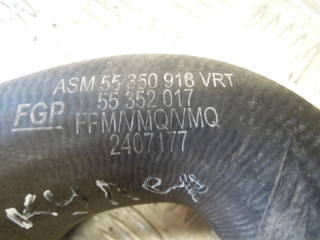 ASM 55 350 918 VRT
55 352 017
FGP
FFM/VMQ/VMQ
2407177